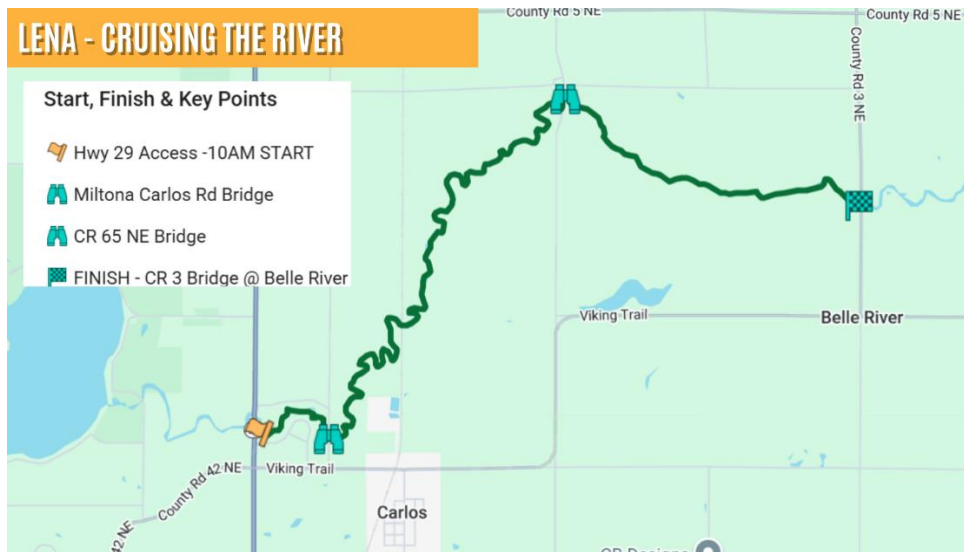 LENA - CRUISING THE RIVER
County Rd 5 NE
County Rd 5 NE
County Rd 3 NE
Start, Finish & Key Points
Hwy 29 Access -10AM START
Miltona Carlos Rd Bridge
CR 65 NE Bridge
FINISH - CR 3 Bridge @ Belle River
Viking Trail
Belle River
County Rd 42 NE
Viking Trail
Carlos
42 NE